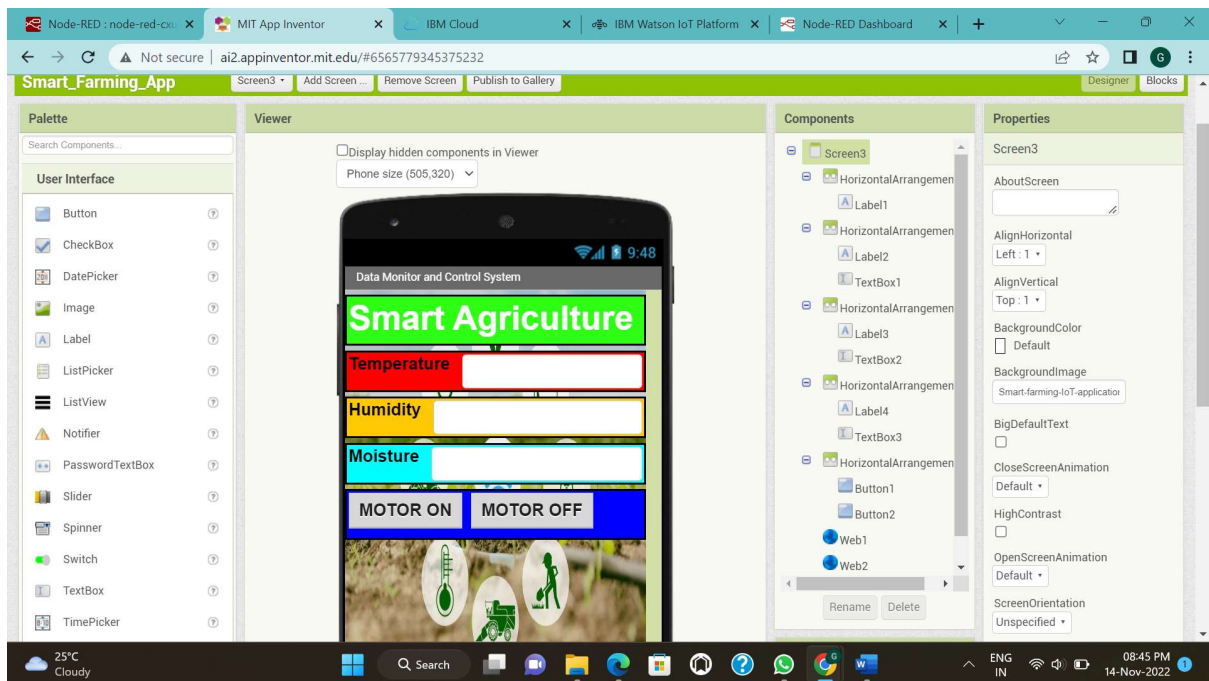 Node-RED : node-red-cxu
MIT App Inventor
IBM Cloud
IBM Watson IoT Platform
Node-RED Dashboard
Not secure | ai2.appinventor.mit.edu/#6565779345375232
G
Smart_Farming_App
Screen3
Add Screen ...
Remove Screen
Publish to Gallery
Designer
Blocks
Palette
Search Components...
User Interface
Button
CheckBox
DatePicker
Image
Label
ListPicker
ListView
Notifier
PasswordTextBox
Slider
Spinner
Switch
TextBox
TimePicker
Viewer
Display hidden components in Viewer
Phone size (505,320)
9:48
Data Monitor and Control System
Smart Agriculture
Temperature
Humidity
Moisture
MOTOR ON MOTOR OFF
Components
Screen3
HorizontalArrangemen
Label1
HorizontalArrangemen
Label2
TextBox1
HorizontalArrangemen
Label3
TextBox2
HorizontalArrangemen
Label4
TextBox3
HorizontalArrangemen
Button1
Button2
Web1
Web2
Rename Delete
Properties
Screen3
AboutScreen
AlignHorizontal
Left : 1
AlignVertical
Top : 1
BackgroundColor
Default
BackgroundImage
Smart-farming-IoT-application
BigDefaultText
CloseScreenAnimation
Default
HighContrast
OpenScreenAnimation
Default
ScreenOrientation
Unspecified
25°C
Cloudy
Search
ENG
IN
08:45 PM
14-Nov-2022
1